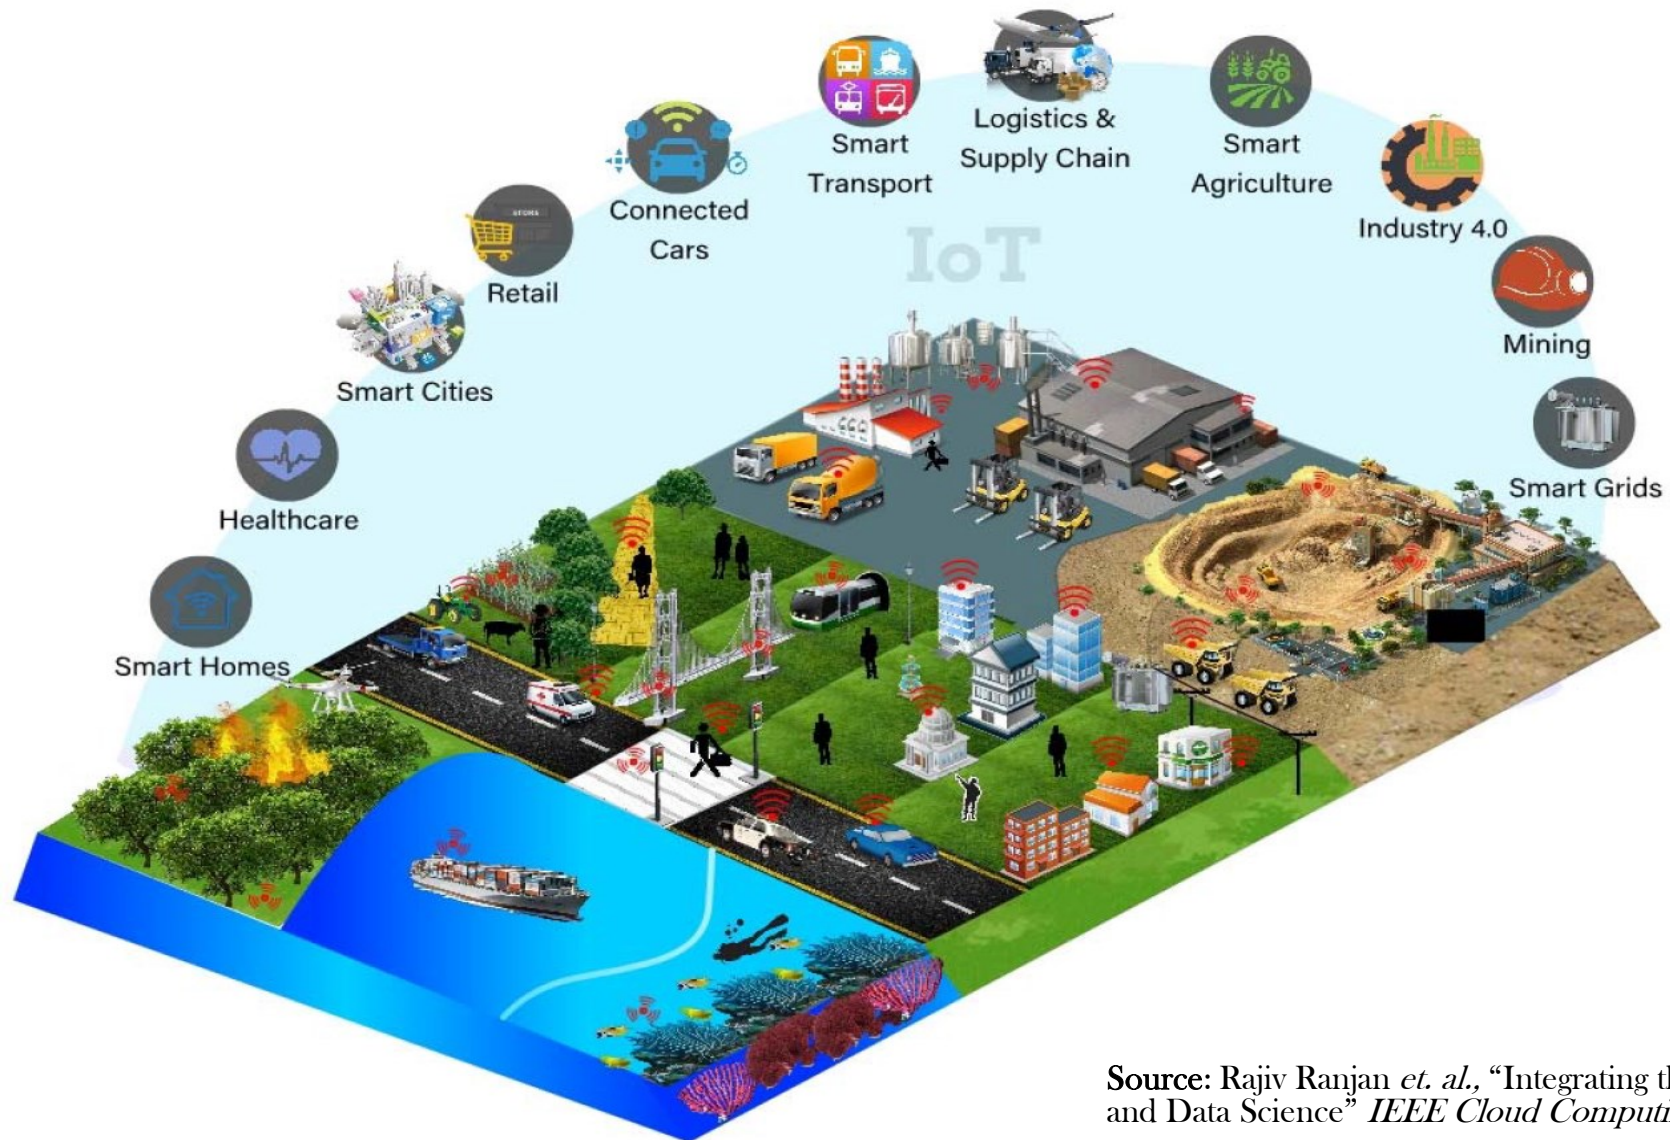 Logistics &
Supply Chain
Smart
Transport
Smart
Agriculture
Connected
Cars
Industry 4.0
STORE
Retail
IoT
Mining
Smart Cities
Smart Grids
Healthcare
Smart Homes
Source: Rajiv Ranjan et. al., “Integrating
and Data Science” IEEE Cloud